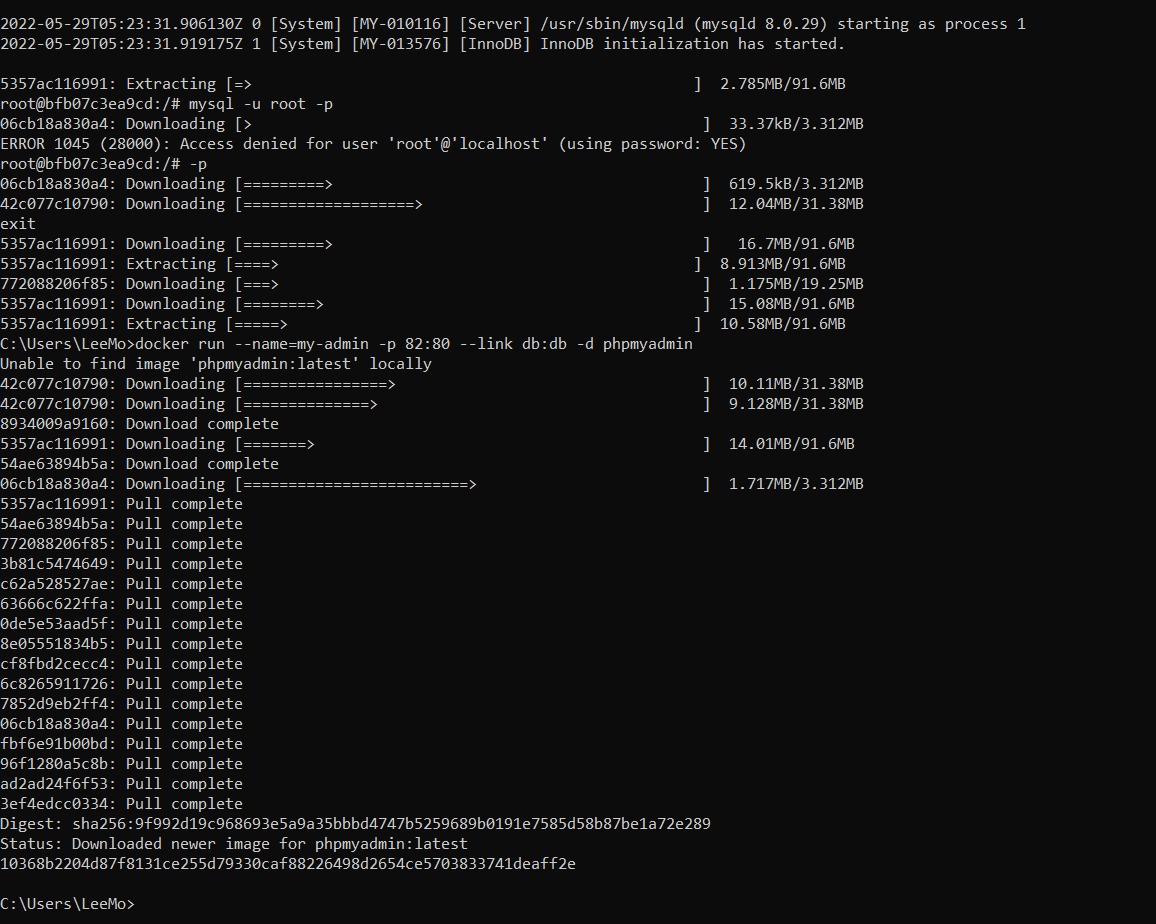 2022-05-29T05:23:31.906130Z 0 [System] [MY-010116] [Server] /usr/sbin/mysqld (mysqld 8.0.29) starting as process 1
2022-05-29T05:23:31.919175Z 1 [System] [MY-013576] [InnoDB] InnoDB initialization has started.
5357ac116991: Extracting [=>                                                 ]  2.785MB/91.6MB
root@bfb07c3ea9cd:/# mysql -u root -p
06cb18a830a4: Downloading [>                                                  ]  33.37kB/3.312MB
ERROR 1045 (28000): Access denied for user 'root'@'localhost' (using password: YES)
root@bfb07c3ea9cd:/# -p
06cb18a830a4: Downloading [=========>                                         ]  619.5kB/3.312MB
42c077c10790: Downloading [===================>                               ]  12.04MB/31.38MB
exit
5357ac116991: Downloading [=========>                                         ]   16.7MB/91.6MB
5357ac116991: Extracting [====>                                              ]  8.913MB/91.6MB
772088206f85: Downloading [===>                                               ]  1.175MB/19.25MB
5357ac116991: Downloading [========>                                          ]  15.08MB/91.6MB
5357ac116991: Extracting [=====>                                             ]  10.58MB/91.6MB
C:\Users\LeeMo>docker run --name=my-admin -p 82:80 --link db:db -d phpmyadmin
Unable to find image 'phpmyadmin:latest' locally
42c077c10790: Downloading [================>                                  ]  10.11MB/31.38MB
42c077c10790: Downloading [==============>                                    ]  9.128MB/31.38MB
8934009a9160: Download complete
5357ac116991: Downloading [=======>                                           ]  14.01MB/91.6MB
54ae63894b5a: Download complete
06cb18a830a4: Downloading [=========================>                         ]  1.717MB/3.312MB
5357ac116991: Pull complete
54ae63894b5a: Pull complete
772088206f85: Pull complete
3b81c5474649: Pull complete
c62a528527ae: Pull complete
63666c622ffa: Pull complete
0de5e53aad5f: Pull complete
8e05551834b5: Pull complete
cf8fbd2cecc4: Pull complete
6c8265911726: Pull complete
7852d9eb2ff4: Pull complete
06cb18a830a4: Pull complete
fbf6e91b00bd: Pull complete
96f1280a5c8b: Pull complete
ad2ad24f6f53: Pull complete
3ef4edcc0334: Pull complete
Digest: sha256:9f992d19c968693e5a9a35bbbd4747b5259689b0191e7585d58b87be1a72e289
Status: Downloaded newer image for phpmyadmin:latest
10368b2204d87f8131ce255d79330caf88226498d2654ce5703833741deaff2e
C:\Users\LeeMo>